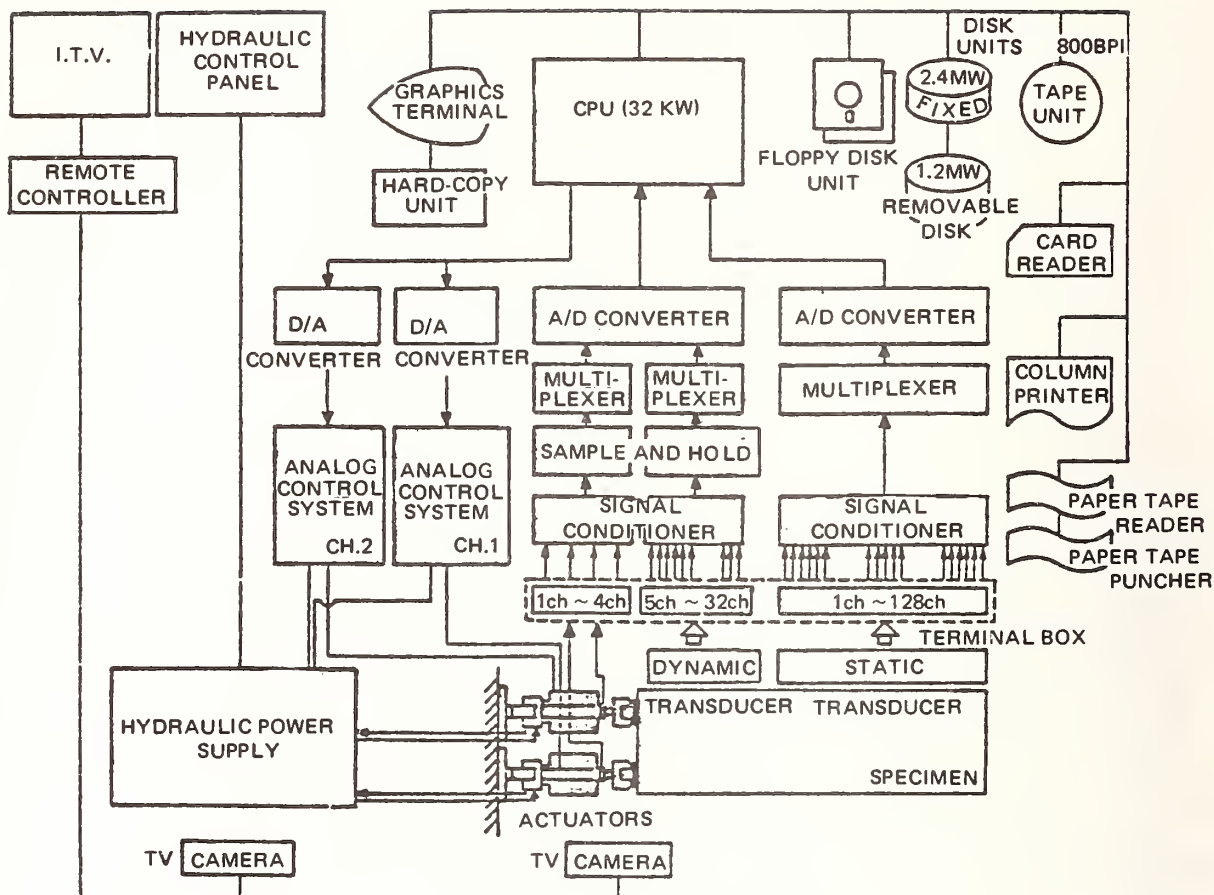 I.T.V.
HYDRAULIC
CONTROL
PANEL
REMOTE
CONTROLLER
GRAPHICS
TERMINAL
HARD-COPY
UNIT
CPU (32 KW)
FLOPPY DISK
UNIT
DISK
UNITS
2.4MW
FIXED
1.2MW
REMOVABLE
DISK
800BPI
TAPE
UNIT
CARD
READER
COLUMN
PRINTER
PAPER TAPE
READER
PAPER TAPE
PUNCHER
D/A
CONVERTER
D/A
CONVERTER
A/D CONVERTER
A/D CONVERTER
MULTI-
PLEXER
MULTI-
PLEXER
MULTIPLEXER
SAMPLE AND HOLD
ANALOG
CONTROL
SYSTEM
CH.2
ANALOG
CONTROL
SYSTEM
CH.1
SIGNAL
CONDITIONER
SIGNAL
CONDITIONER
1ch ~ 4ch
5ch ~ 32ch
1ch ~ 128ch
TERMINAL BOX
DYNAMIC
TRANSDUCER
STATIC
TRANSDUCER
SPECIMEN
HYDRAULIC POWER
SUPPLY
ACTUATORS
TV CAMERA
TV CAMERA